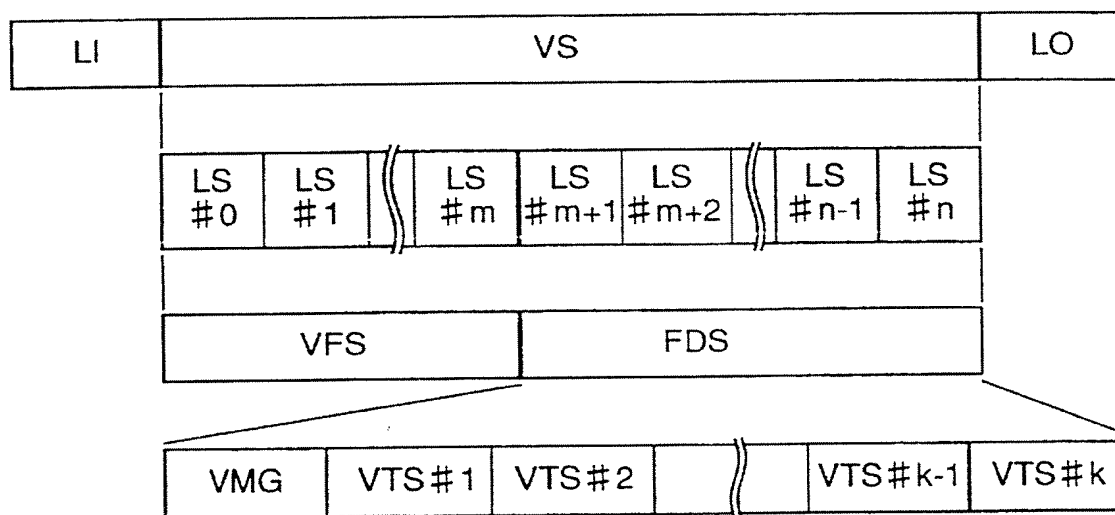 LI VS LO
LS #0 LS #1 LS #m LS #m+1 LS #m+2 LS #n-1 LS #n
VFS FDS
VMG VTS#1 VTS#2 VTS#k-1 VTS#k